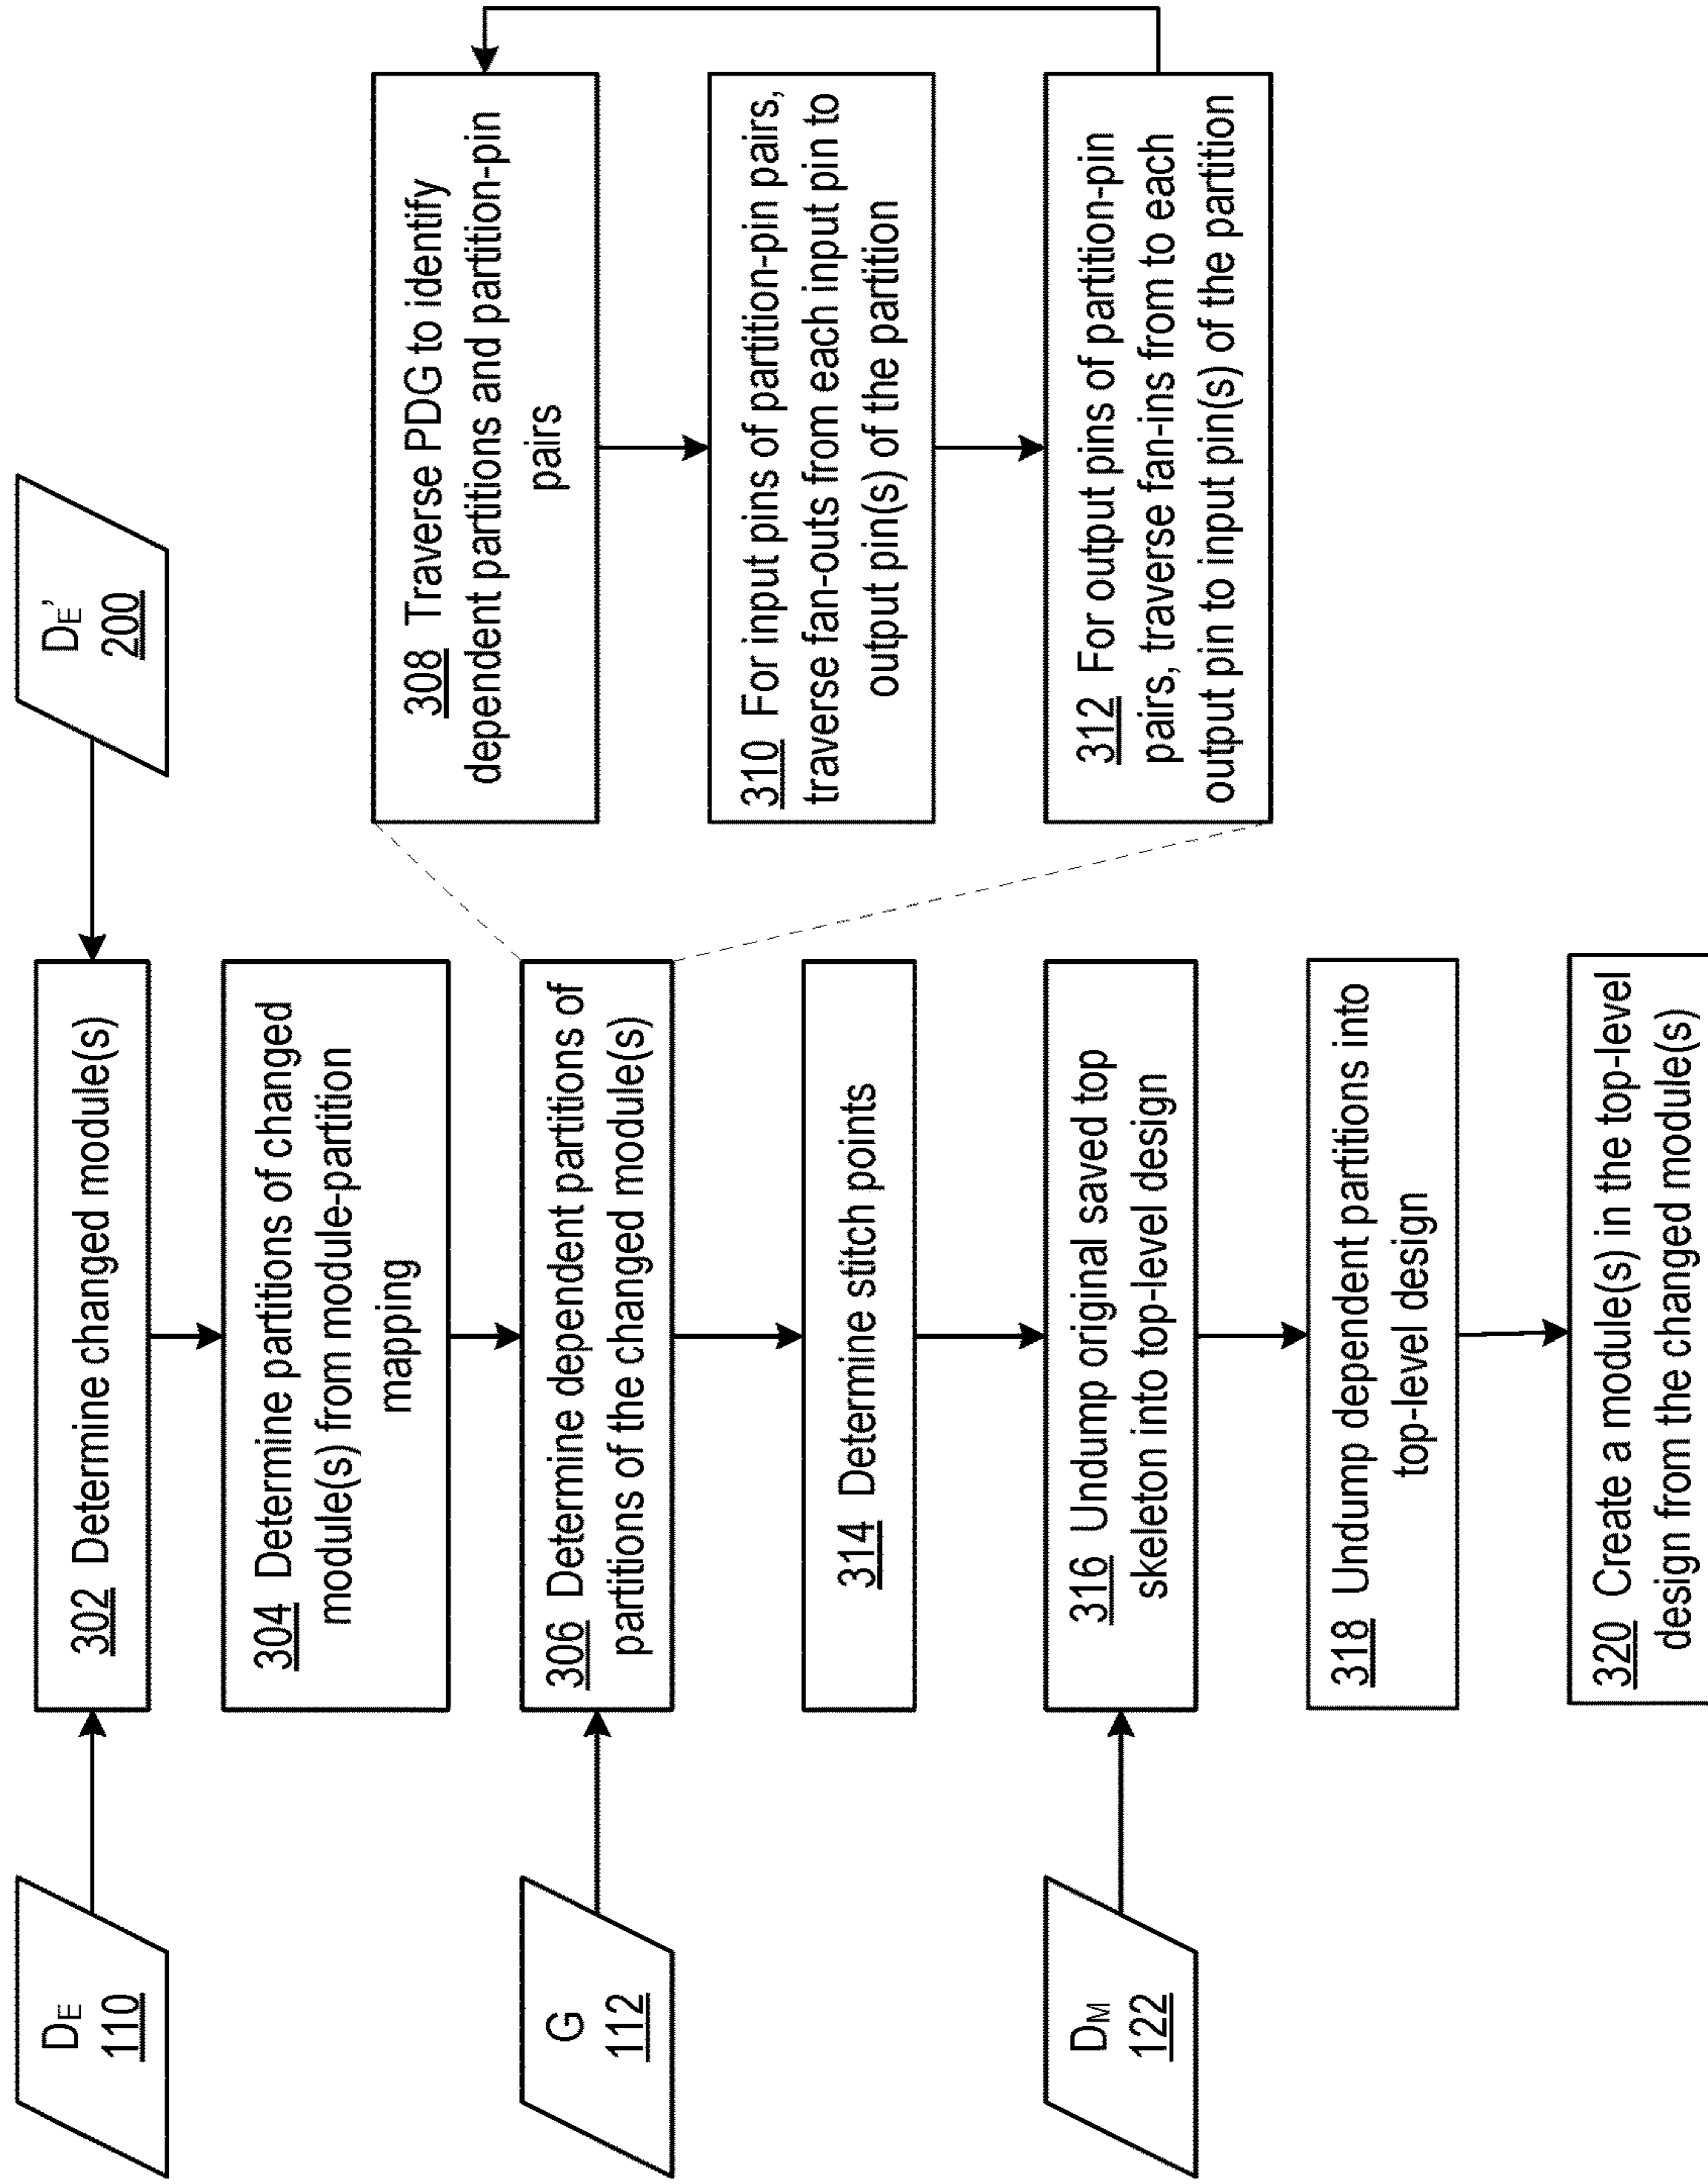 D_E
110
D_E'
200
302 Determine changed module(s)
304 Determine partitions of changed
module(s) from module-partition
mapping
G
112
306 Determine dependent partitions of
partitions of the changed module(s)
308 Traverse PDG to identify
dependent partitions and partition-pin
pairs
310 For input pins of partition-pin pairs,
traverse fan-outs from each input pin to
output pin(s) of the partition
312 For output pins of partition-pin
pairs, traverse fan-ins from to each
output pin to input pin(s) of the partition
314 Determine stitch points
D_M
122
316 Undump original saved top
skeleton into top-level design
318 Undump dependent partitions into
top-level design
320 Create a module(s) in the top-level
design from the changed module(s)